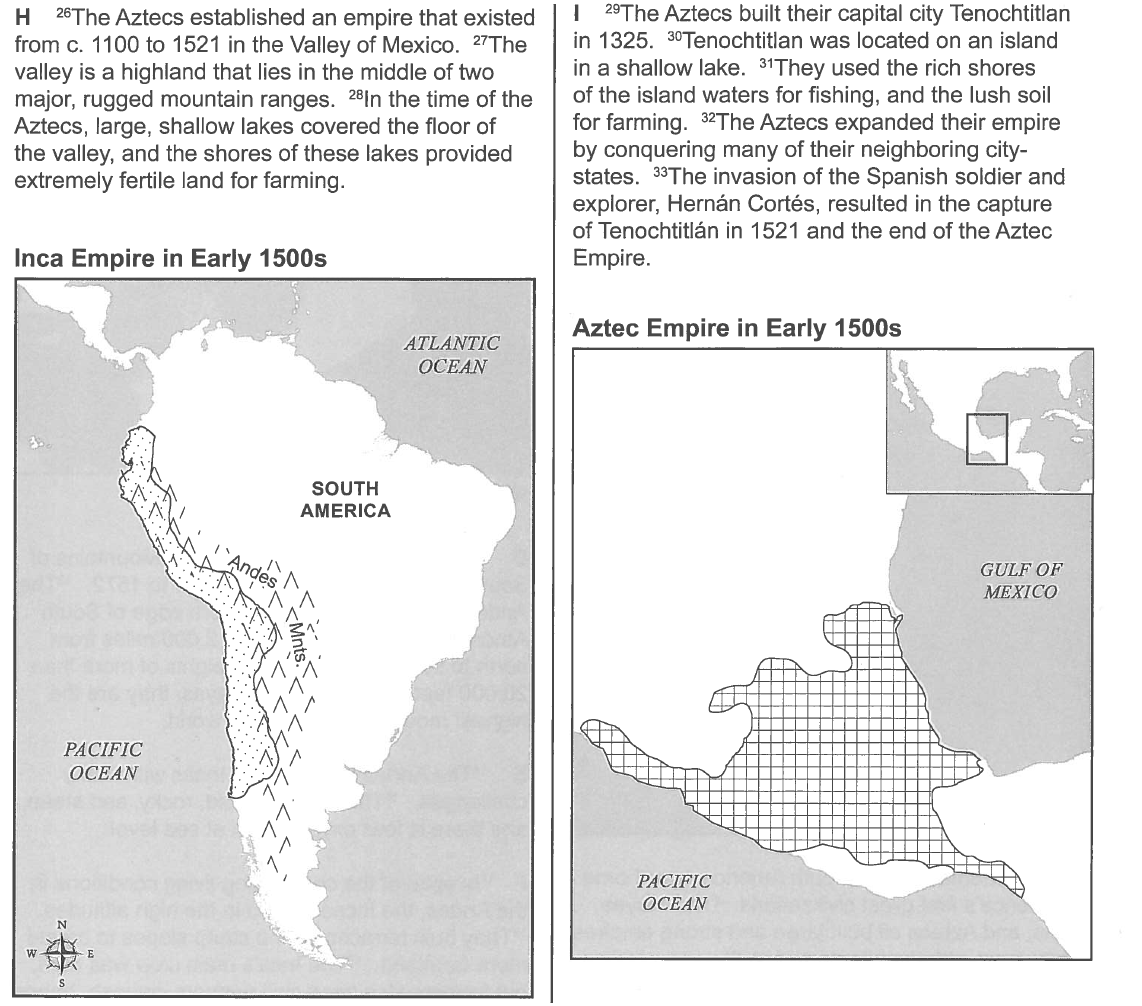 H ²⁶The Aztecs established an empire that existed
from c. 1100 to 1521 in the Valley of Mexico. ²⁷The
valley is a highland that lies in the middle of two
major, rugged mountain ranges. ²⁸In the time of the
Aztecs, large, shallow lakes covered the floor of
the valley, and the shores of these lakes provided
extremely fertile land for farming.
Inca Empire in Early 1500s
ATLANTIC
OCEAN
SOUTH
AMERICA
Andes
Mnts
PACIFIC
OCEAN
N
W E
S
I ²⁹The Aztecs built their capital city Tenochtitlan
in 1325. ³⁰Tenochtitlan was located on an island
in a shallow lake. ³¹They used the rich shores
of the island waters for fishing, and the lush soil
for farming. ³²The Aztecs expanded their empire
by conquering many of their neighboring city-
states. ³³The invasion of the Spanish soldier and
explorer, Hernán Cortés, resulted in the capture
of Tenochtitlán in 1521 and the end of the Aztec
Empire.
Aztec Empire in Early 1500s
GULF OF
MEXICO
PACIFIC
OCEAN